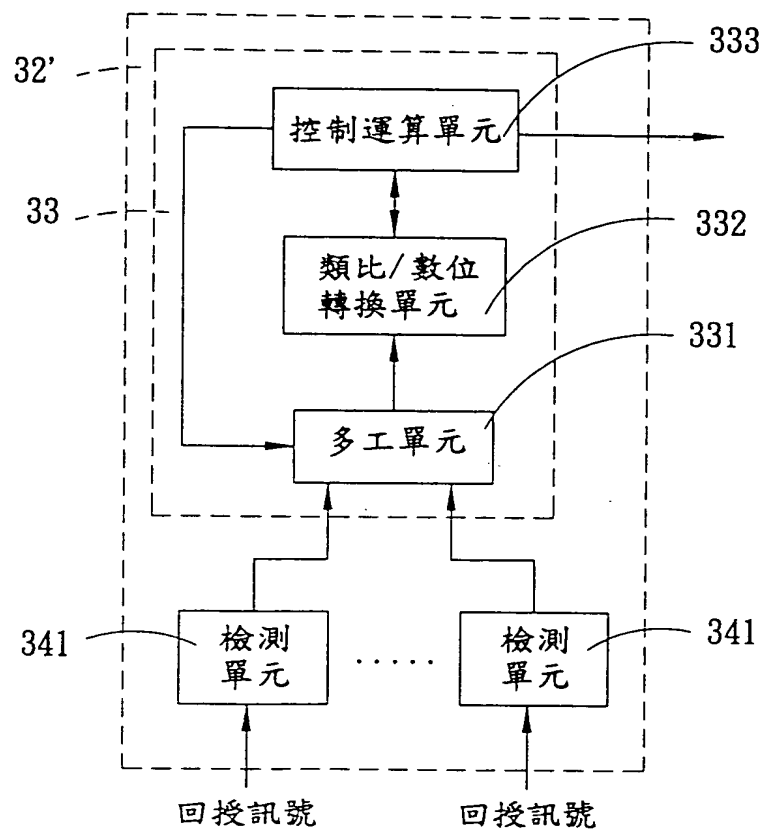 333
32'
控制運算單元
33
332
類比/數位
轉換單元
331
多工單元
341
檢測
單元
.....
檢測
單元
341
回授訊號
回授訊號